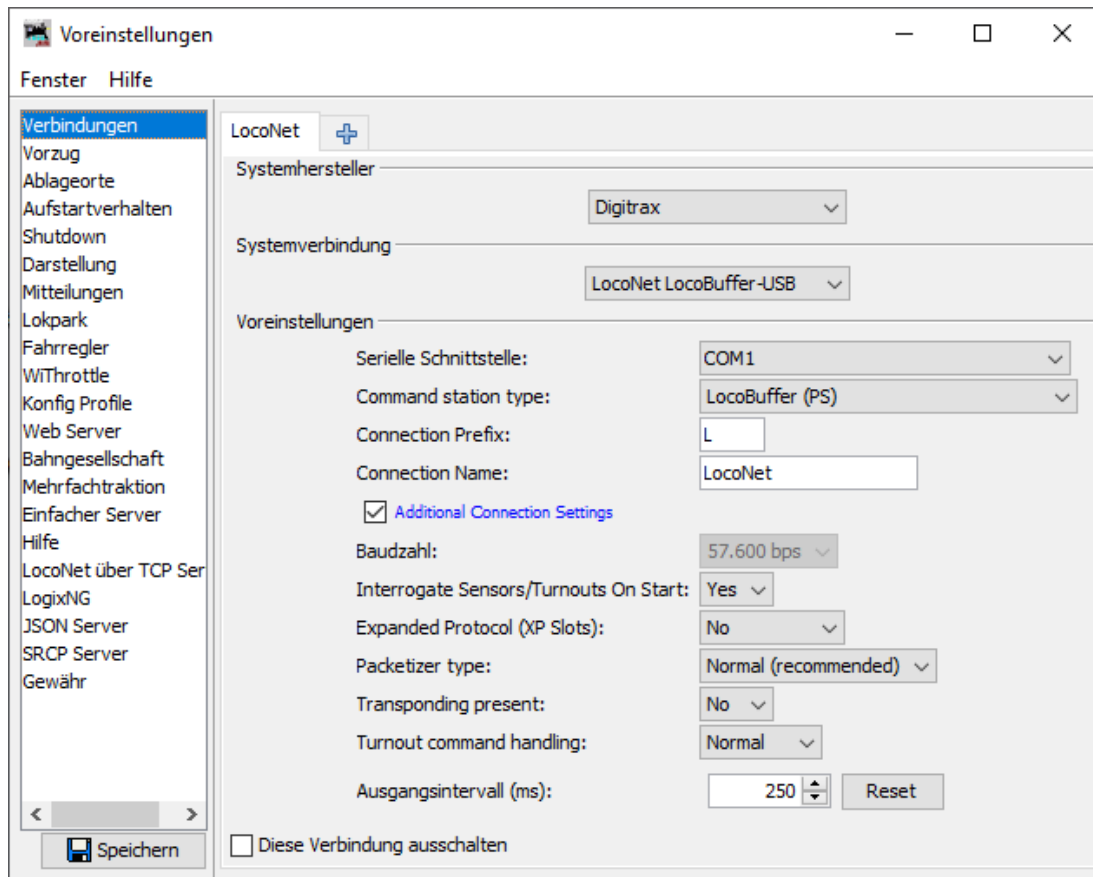 Voreinstellungen
Fenster Hilfe
Verbindungen
Vorzug
Ablageorte
Aufstartverhalten
Shutdown
Darstellung
Mitteilungen
Lokpark
Fahrregler
WiThrottle
Konfig Profile
Web Server
Bahngesellschaft
Mehrfachtraktion
Einfacher Server
Hilfe
LocoNet über TCP Ser
LogixNG
JSON Server
SRCP Server
Gewähr
Speichern
LocoNet
Systemhersteller
Digitrax
Systemverbindung
LocoNet LocoBuffer-USB
Voreinstellungen
Serielle Schnittstelle: COM1
Command station type: LocoBuffer (PS)
Connection Prefix: L
Connection Name: LocoNet
Additional Connection Settings
Baudzahl: 57.600 bps
Interrogate Sensors/Turnouts On Start: Yes
Expanded Protocol (XP Slots): No
Packetizer type: Normal (recommended)
Transponding present: No
Turnout command handling: Normal
Ausgangsintervall (ms): 250 Reset
Diese Verbindung ausschalten